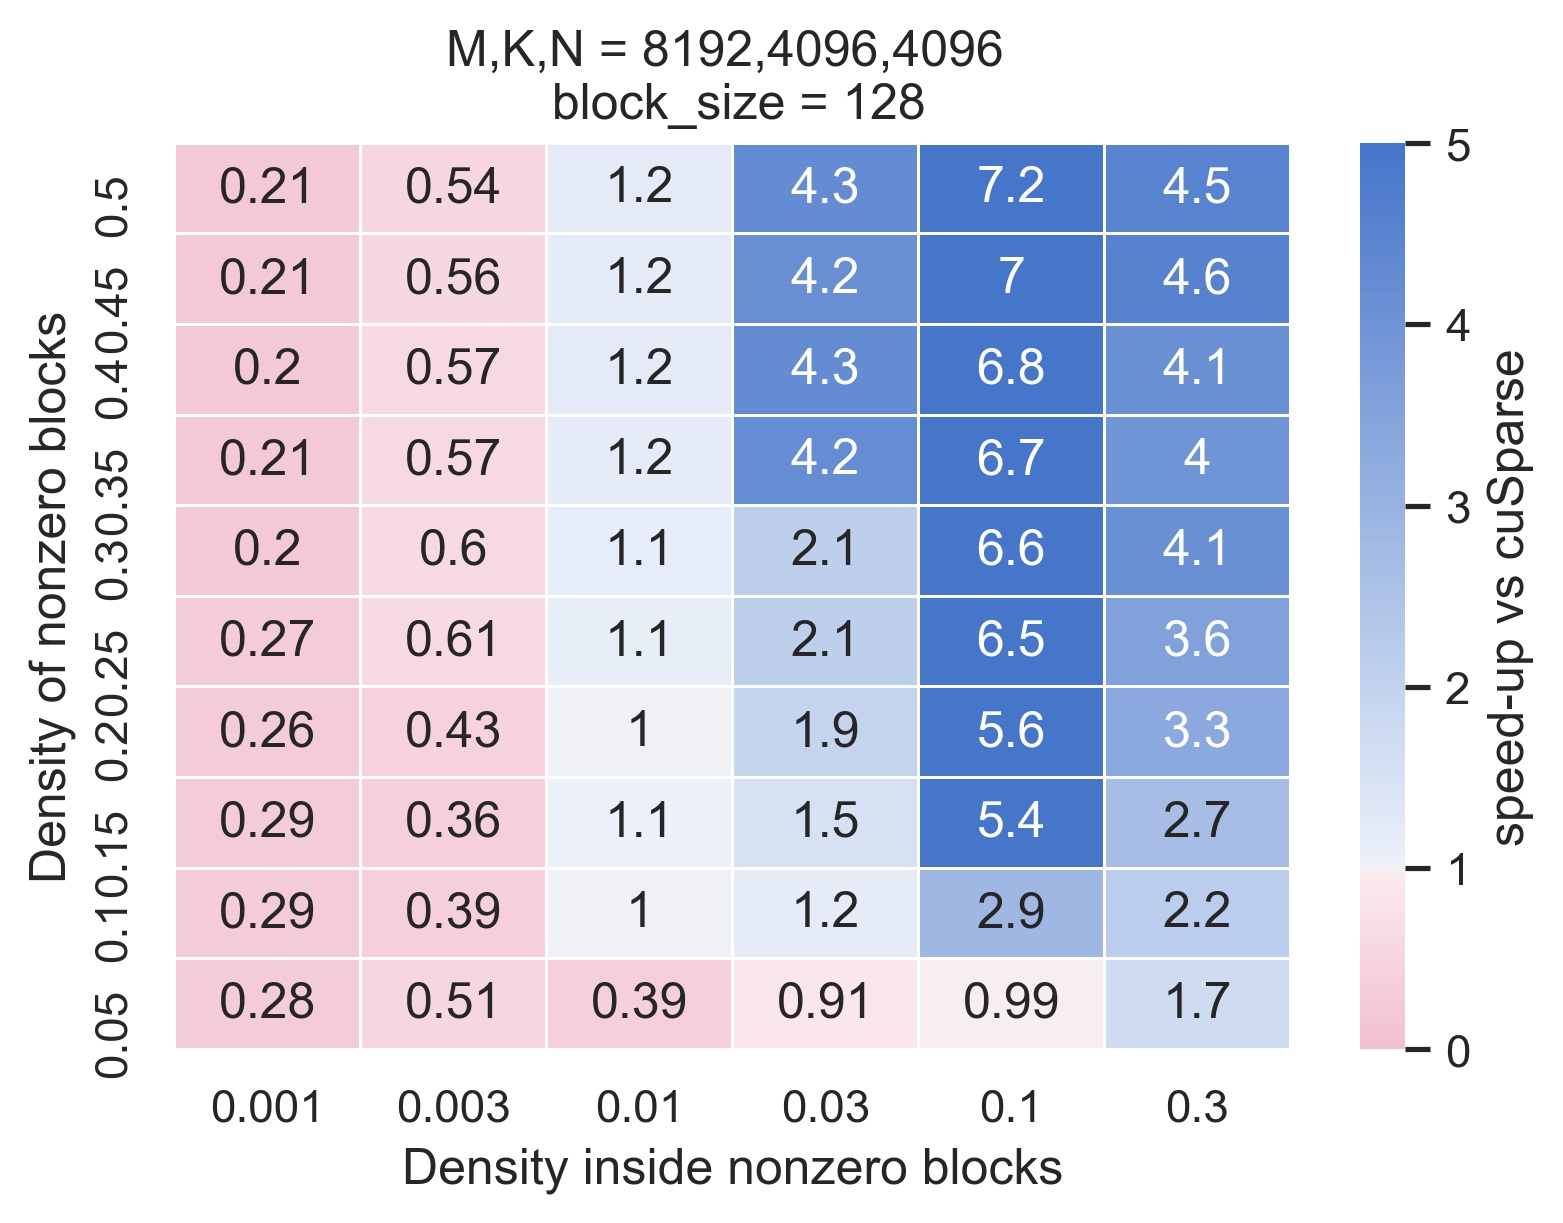 M,K,N = 8192,4096,4096
block_size = 128
Density of nonzero blocks
0.5 0.21 0.54 1.2 4.3 7.2 4.5
0.45 0.21 0.56 1.2 4.2 7 4.6
0.4 0.2 0.57 1.2 4.3 6.8 4.1
0.35 0.21 0.57 1.2 4.2 6.7 4
0.3 0.2 0.6 1.1 2.1 6.6 4.1
0.25 0.27 0.61 1.1 2.1 6.5 3.6
0.2 0.26 0.43 1 1.9 5.6 3.3
0.15 0.29 0.36 1.1 1.5 5.4 2.7
0.1 0.29 0.39 1 1.2 2.9 2.2
0.05 0.28 0.51 0.39 0.91 0.99 1.7
0.001 0.003 0.01 0.03 0.1 0.3
Density inside nonzero blocks
5
4
3
2
1
0
speed-up vs cuSparse